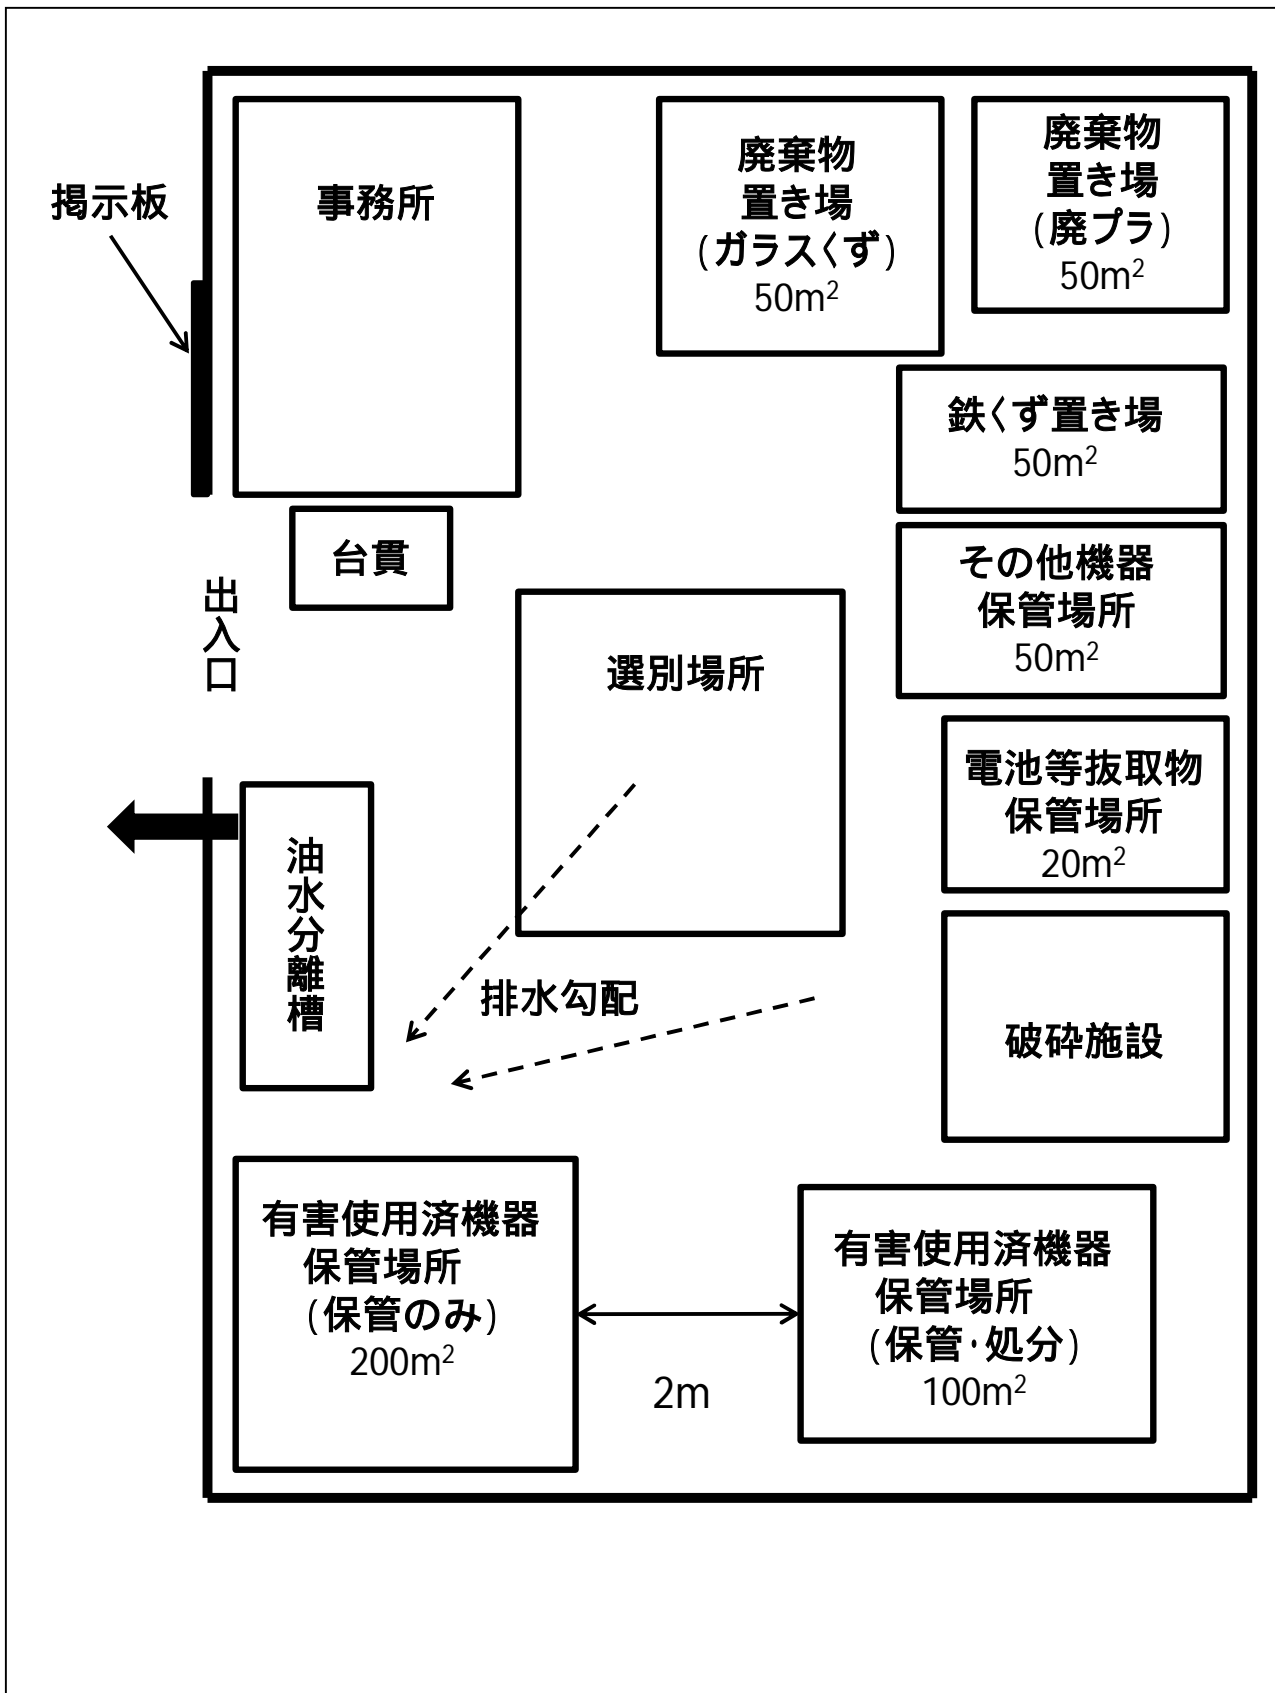 掲示板
事務所
廃棄物
置き場
(ガラスくず)
50m²
廃棄物
置き場
(廃プラ)
50m²
鉄くず置き場
50m²
台貫
その他機器
保管場所
50m²
出入口
選別場所
電池等抜取物
保管場所
20m²
油水分離槽
排水勾配
破砕施設
有害使用済機器
保管場所
(保管のみ)
200m²
2m
有害使用済機器
保管場所
(保管・処分)
100m²